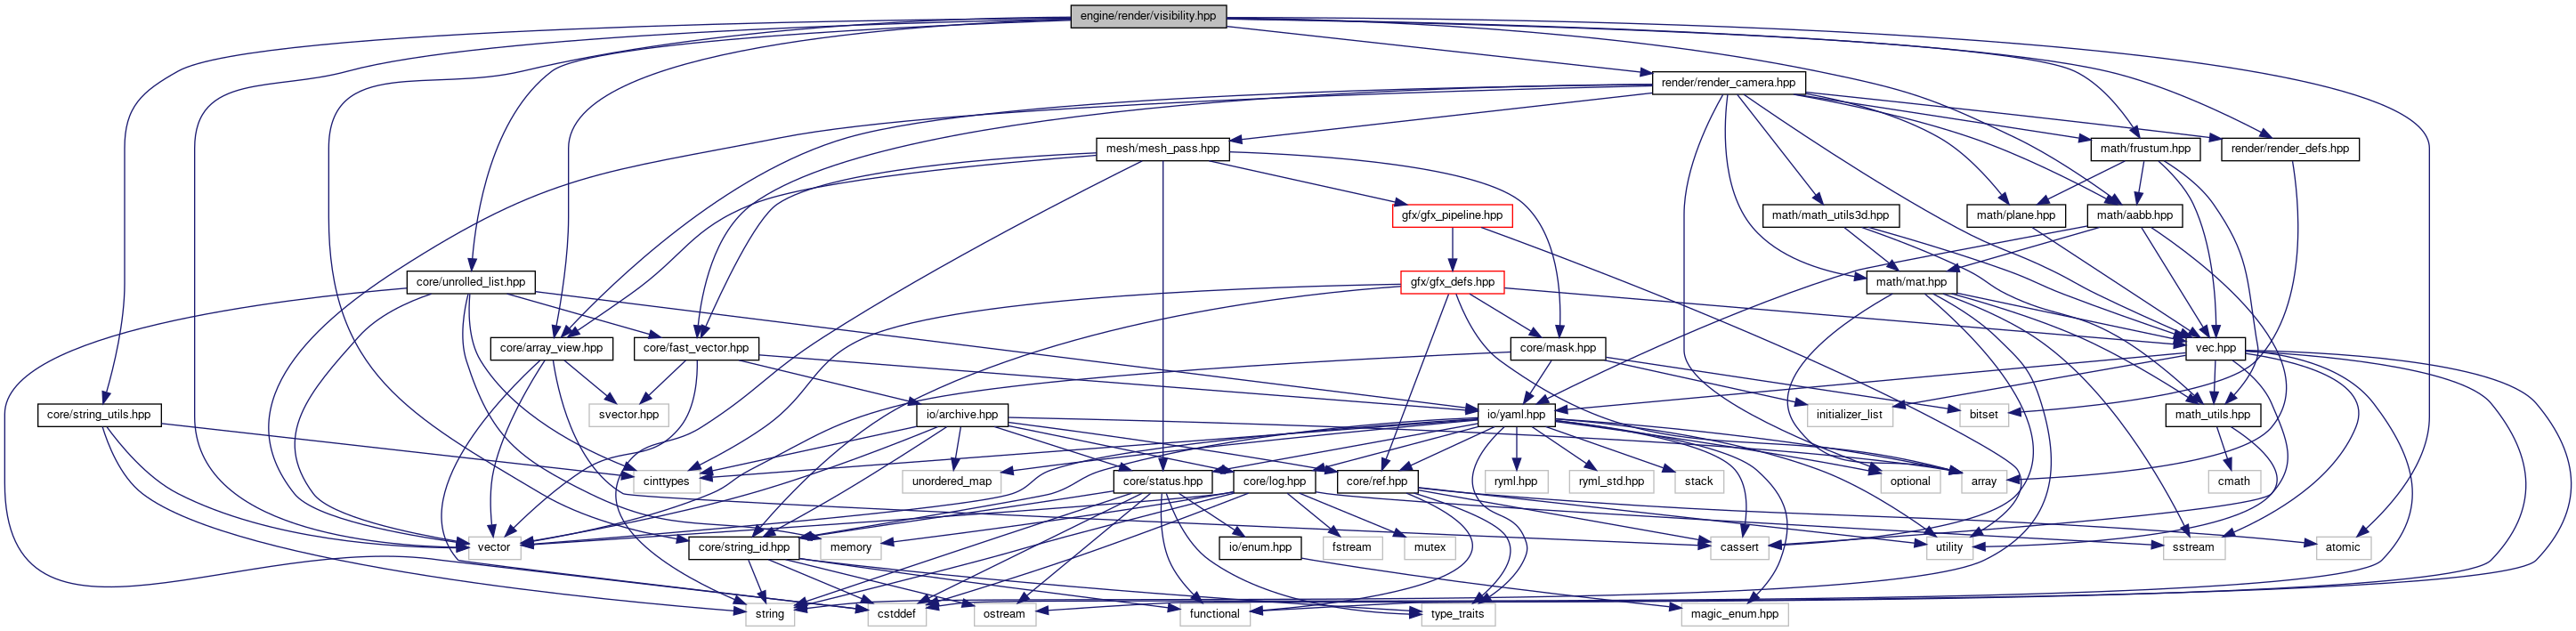 engine/render/visibility.hpp
render/render_camera.hpp
mesh/mesh_pass.hpp
math/frustum.hpp
render/render_defs.hpp
gfx/gfx_pipeline.hpp
math/math_utils3d.hpp
math/plane.hpp
math/aabb.hpp
core/unrolled_list.hpp
gfx/gfx_defs.hpp
math/mat.hpp
core/array_view.hpp
core/fast_vector.hpp
core/mask.hpp
vec.hpp
core/string_utils.hpp
svector.hpp
io/archive.hpp
io/yaml.hpp
initializer_list
bitset
math_utils.hpp
cinttypes
unordered_map
core/status.hpp
core/log.hpp
core/ref.hpp
ryml.hpp
ryml_std.hpp
stack
optional
array
cmath
vector
core/string_id.hpp
memory
io/enum.hpp
fstream
mutex
cassert
utility
sstream
atomic
string
cstddef
ostream
functional
type_traits
magic_enum.hpp